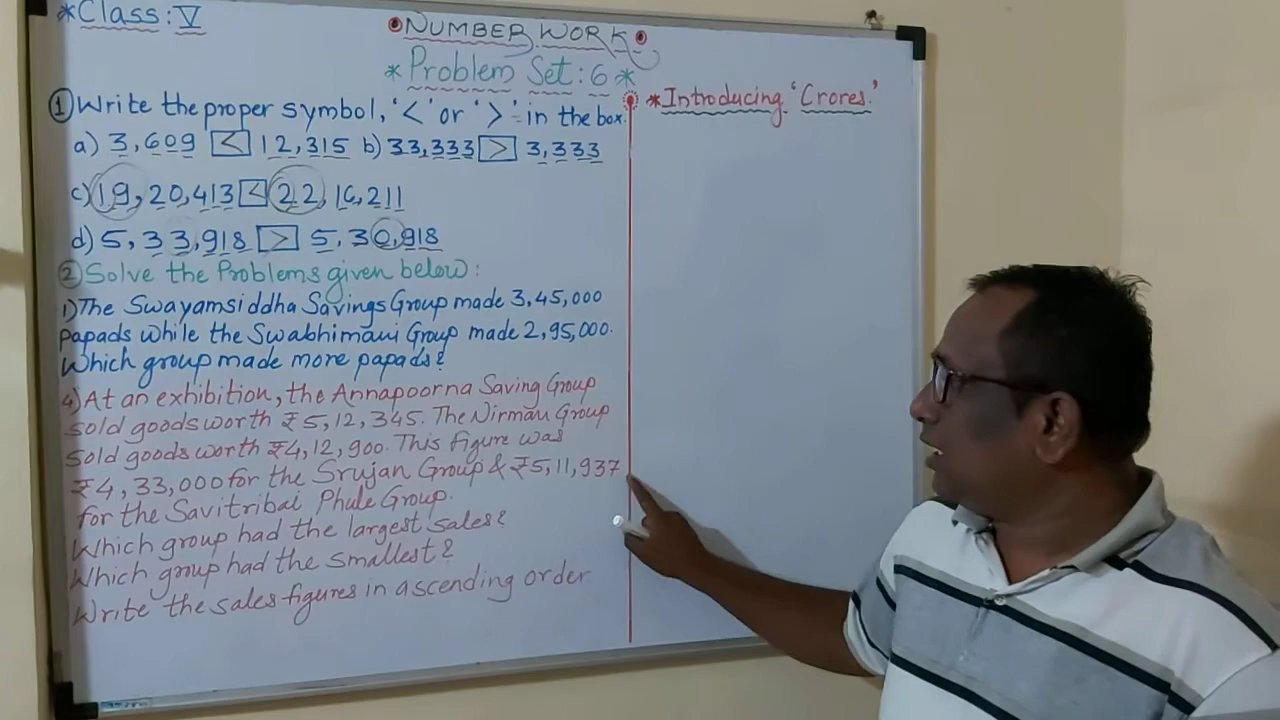 *Class: V
NUMBER WORK
* Problem Set: 6 *
① Write the proper symbol, '<' or '>' in the box.
a) 3,609 < 12,315 b) 33,333 > 3,333
c) 19,20,413 < 22,16,211
d) 5,33,918 > 5,30,918
② Solve the Problems given below:
1) The Swayamsiddha Savings Group made 3,45,000
papads while the Swabhimani Group made 2,95,000.
Which group made more papads?
4) At an exhibition, the Annapoorna Saving Group
sold goods worth ₹5,12,345. The Nirman Group
sold goods worth ₹4,12,900. This figure was
₹4,33,000 for the Srujan Group & ₹5,11,937
for the Savitribai Phule Group.
Which group had the largest sales?
Which group had the smallest?
Write the sales figures in ascending order
*Introducing 'Crores.'